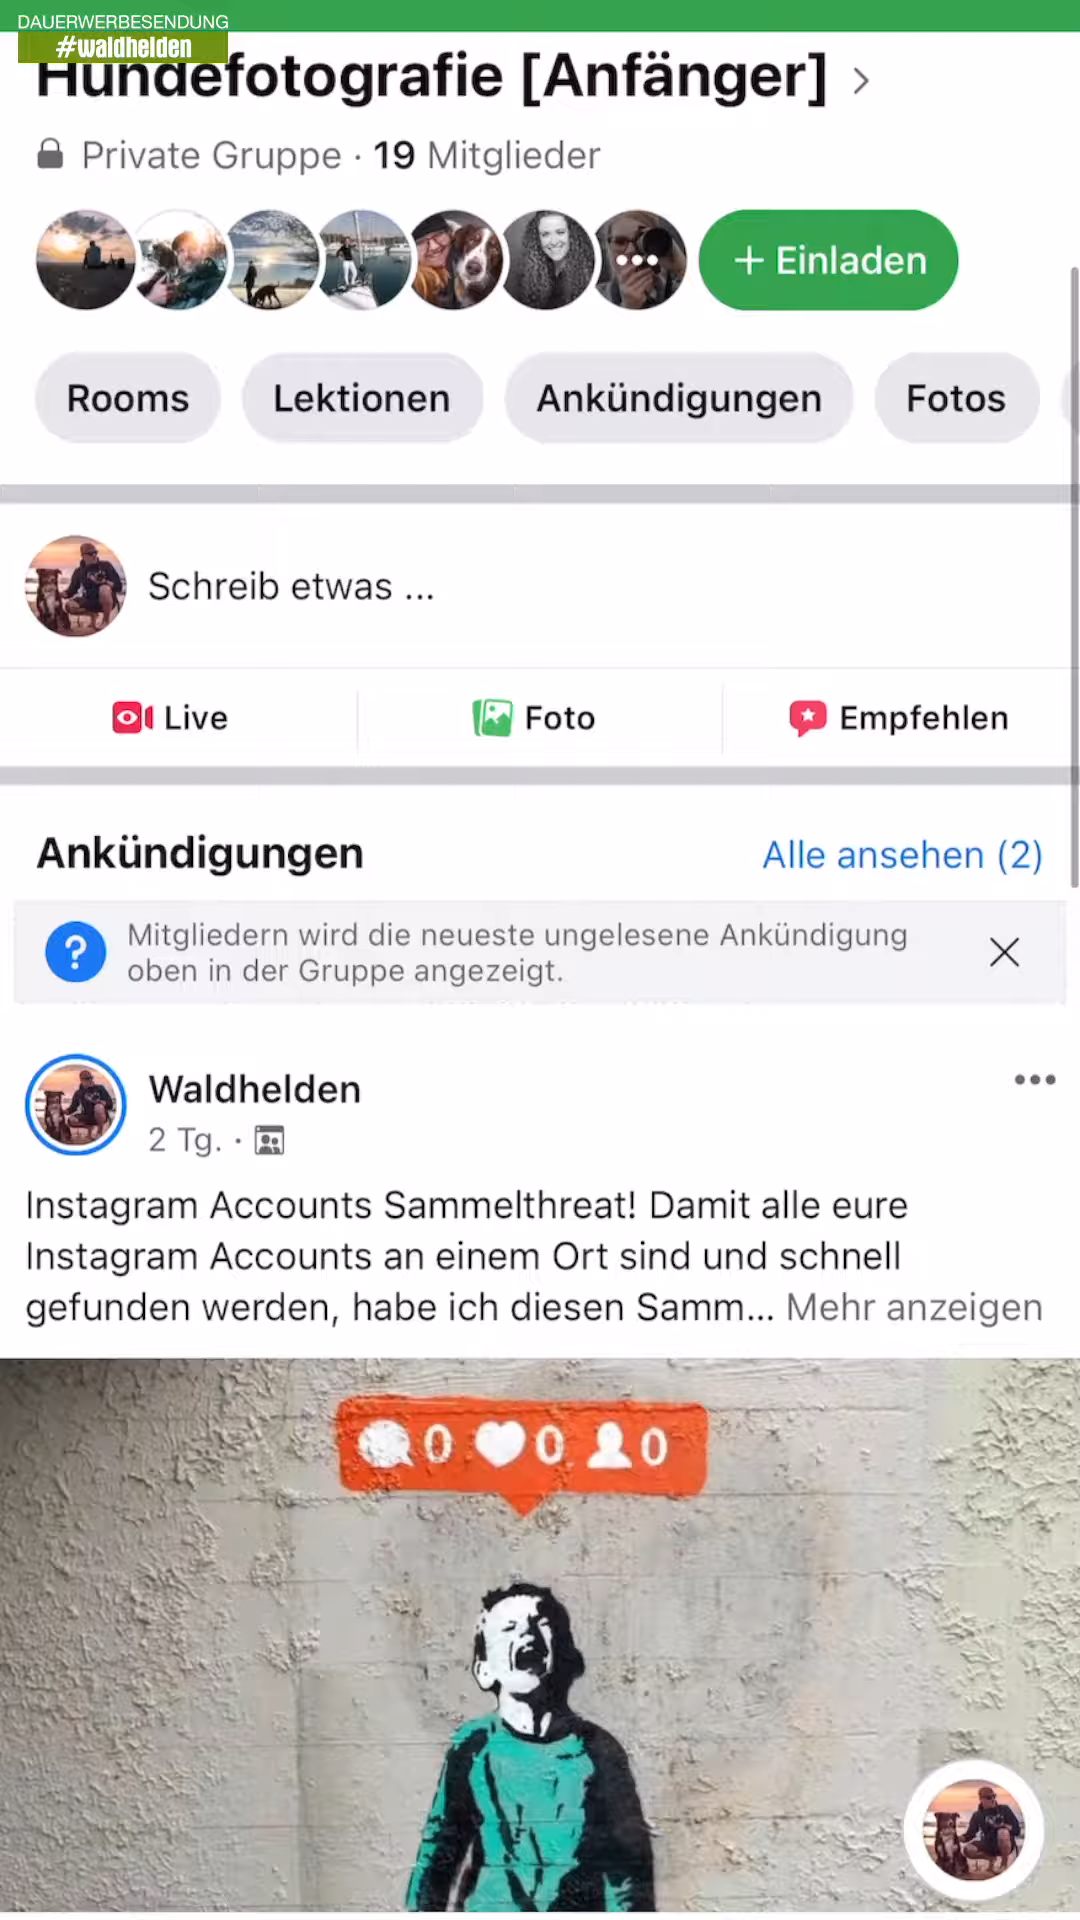 DAUERWERBESENDUNG
#waldhelden
Hundefotografie [Anfänger] >
Private Gruppe · 19 Mitglieder
+ Einladen
Rooms Lektionen Ankündigungen Fotos
Schreib etwas ...
Live Foto Empfehlen
Ankündigungen Alle ansehen (2)
Mitgliedern wird die neueste ungelesene Ankündigung
oben in der Gruppe angezeigt.
Waldhelden
2 Tg. ·
Instagram Accounts Sammelthreat! Damit alle eure
Instagram Accounts an einem Ort sind und schnell
gefunden werden, habe ich diesen Samm... Mehr anzeigen
0 0 0